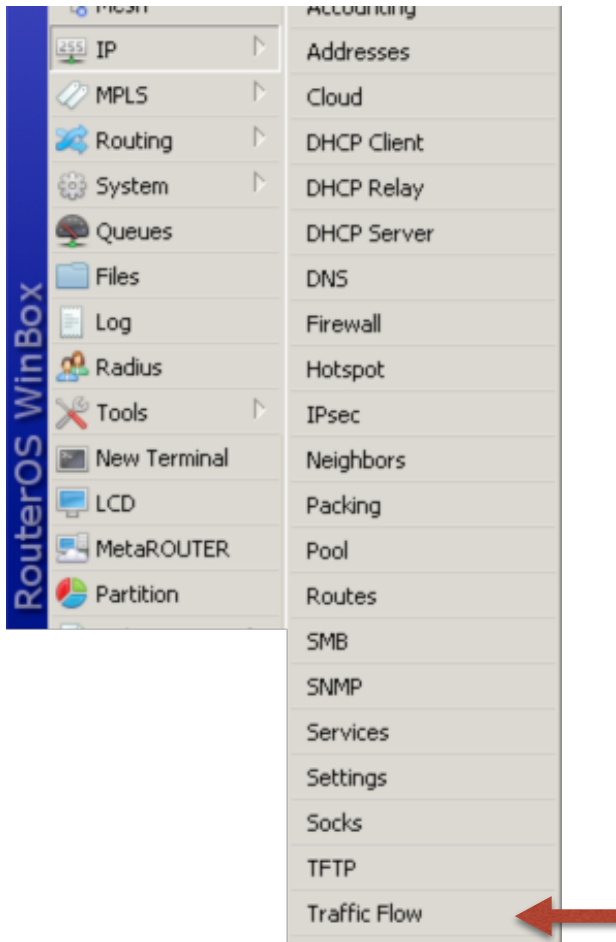 RouterOS WinBox
Mesh
IP
MPLS
Routing
System
Queues
Files
Log
Radius
Tools
New Terminal
LCD
MetaROUTER
Partition
Accounting
Addresses
Cloud
DHCP Client
DHCP Relay
DHCP Server
DNS
Firewall
Hotspot
IPsec
Neighbors
Packing
Pool
Routes
SMB
SNMP
Services
Settings
Socks
TFTP
Traffic Flow